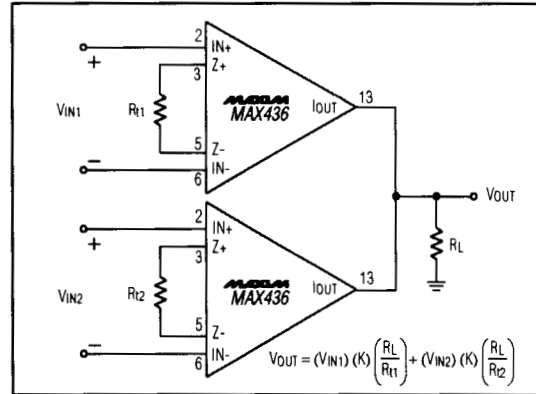 2
IN+
+
3
Z+
VIN1
Rt1
MAXIM
MAX436
IOUT
13
5
Z-
−
IN-
6
VOUT
RL
2
IN+
+
3
Z+
VIN2
Rt2
MAXIM
MAX436
IOUT
13
5
Z-
−
IN-
6
VOUT = (VIN1) (K) (RL/Rt1) + (VIN2) (K) (RL/Rt2)